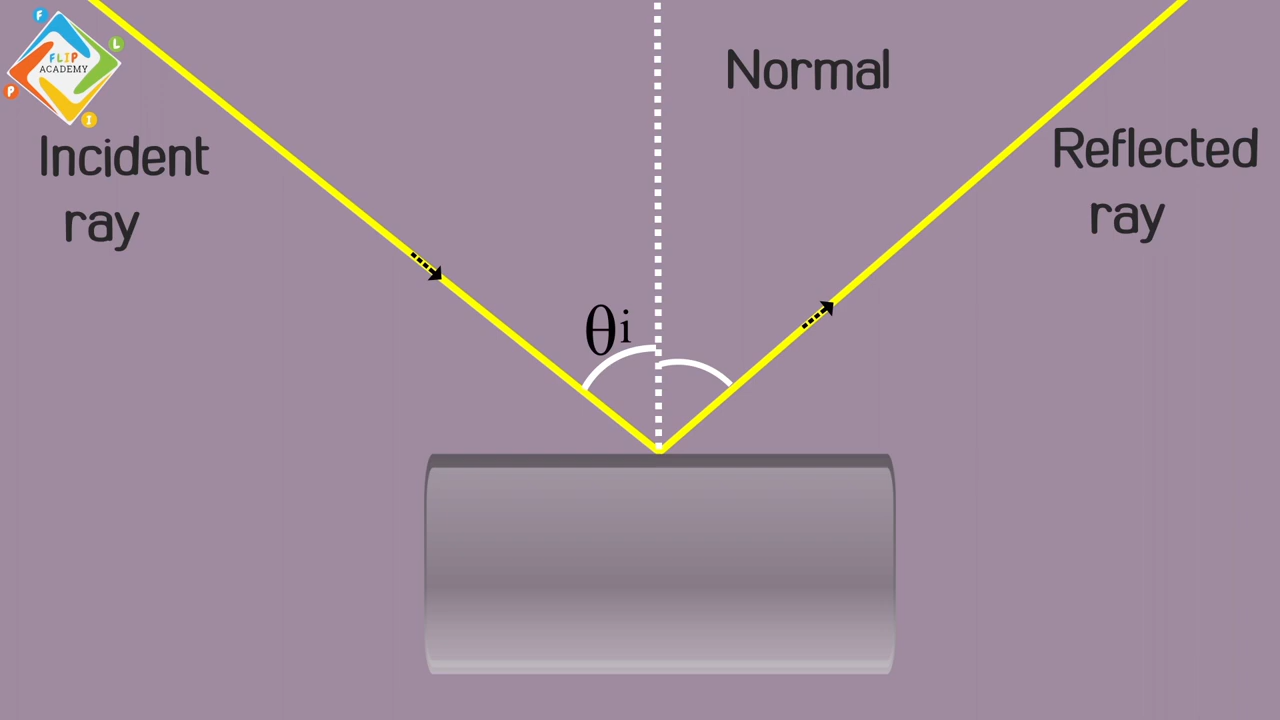 F
L
FLIP
ACADEMY
P
I
Normal
Incident
ray
Reflected
ray
θi